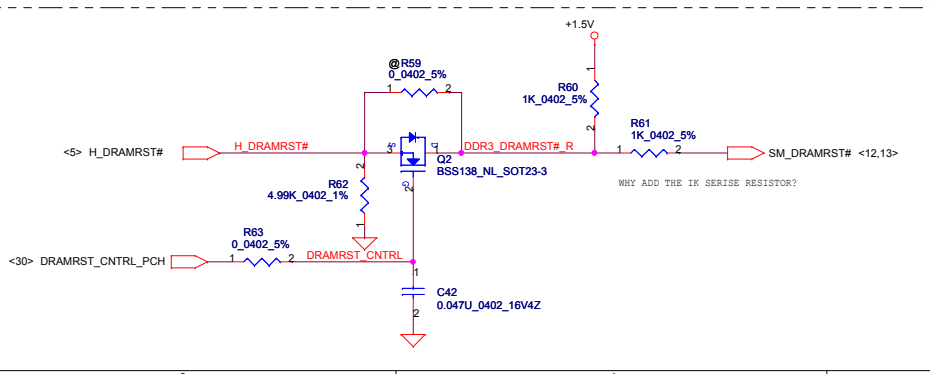 +1.5V
@R59
0_0402_5%
1
2
1
R60
1K_0402_5%
2
R61
1K_0402_5%
<5> H_DRAMRST#
H_DRAMRST#
3
S
D
1
DDR3_DRAMRST#_R
1
2
SM_DRAMRST# <12,13>
Q2
BSS138_NL_SOT23-3
G
2
WHY ADD THE IK SERISE RESISTOR?
2
R62
4.99K_0402_1%
1
R63
0_0402_5%
<30> DRAMRST_CNTRL_PCH
1
2
DRAMRST_CNTRL
1
C42
0.047U_0402_16V4Z
2